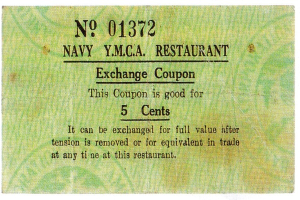 Nº 01372
NAVY Y.M.C.A. RESTAURANT
Exchange Coupon
This Coupon is good for
5 Cents
It can be exchanged for full value after
tension is removed or for equivalent in trade
at any time at this restaurant.